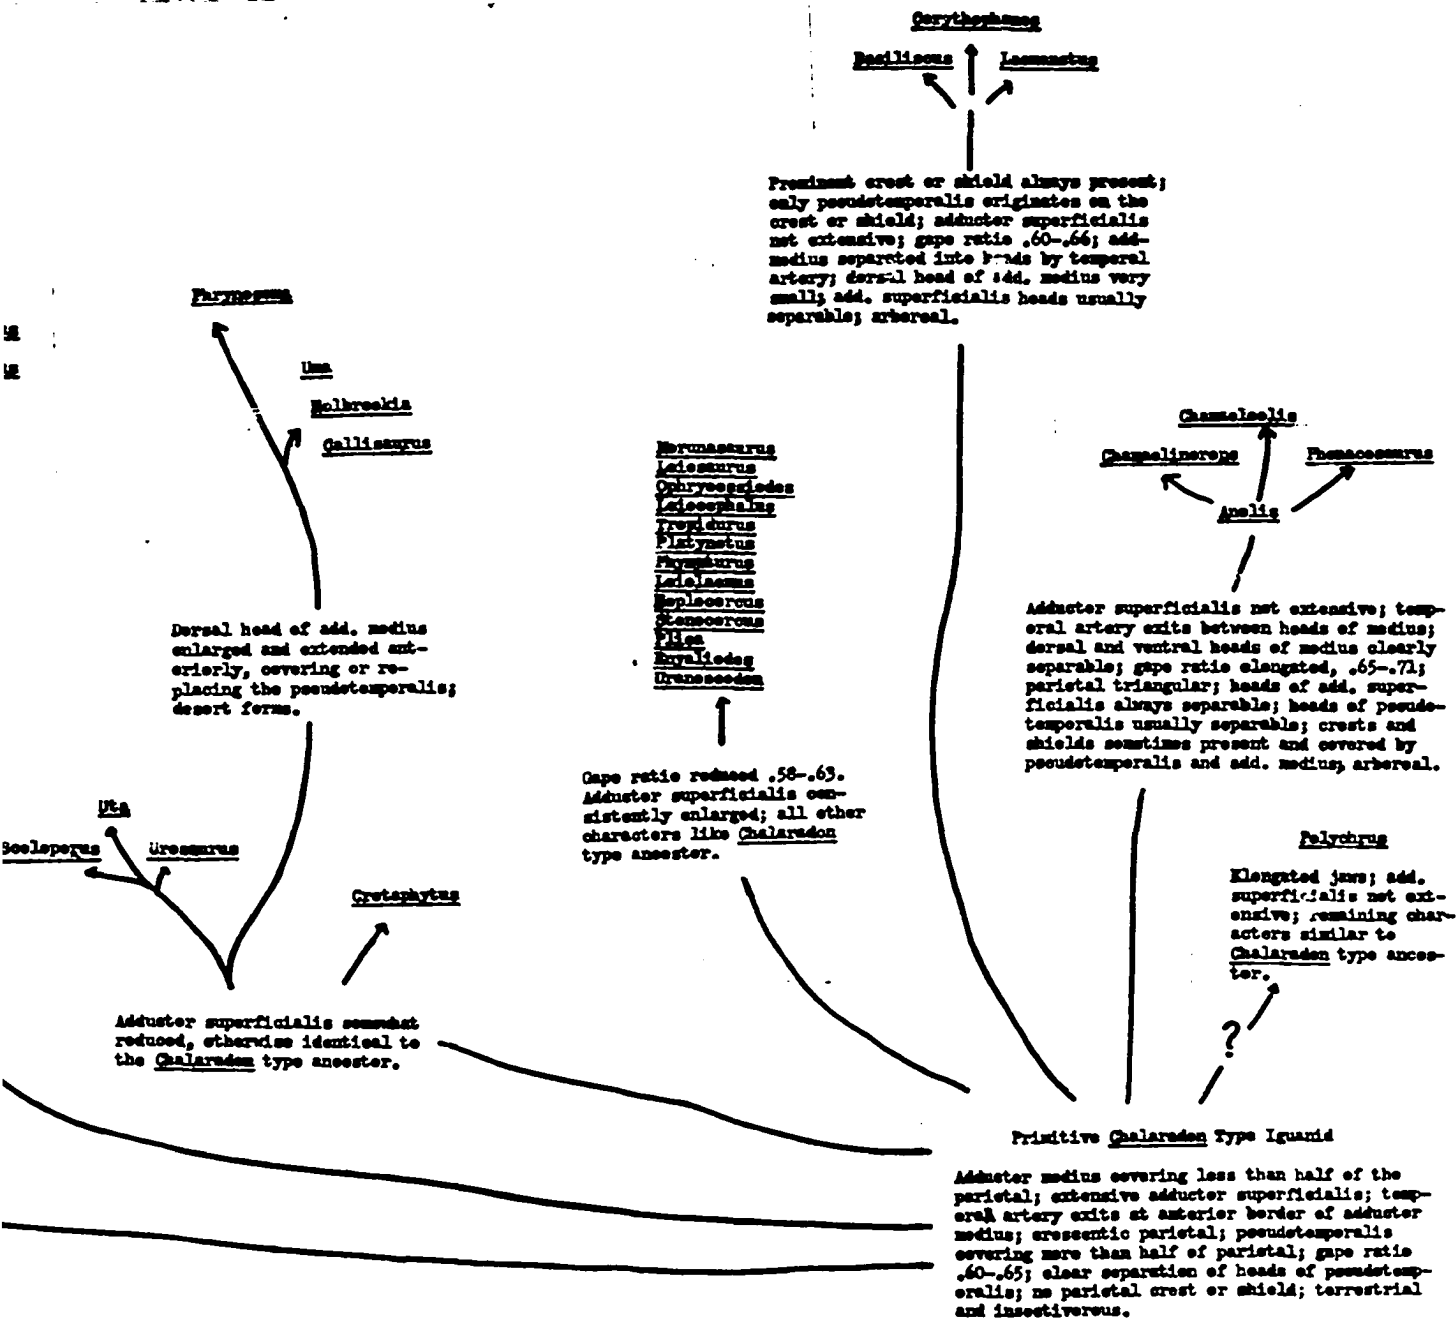 Corythophanes
Basiliscus
Laemanctus
Prominent crest or shield always present;
only pseudotemporalis originates on the
crest or shield; adductor superficialis
not extensive; gape ratio .60-.66; add-
medius separated into heads by temporal
artery; dorsal head of add. medius very
small; add. superficialis heads usually
separable; arboreal.
Phrynosoma
Uma
Holbrookia
Callisaurus
Dorsal head of add. medius
enlarged and extended ant-
eriorly, covering or re-
placing the pseudotemporalis;
desert forms.
Uta
Sceloporus
Urosaurus
Crotaphytus
Adductor superficialis somewhat
reduced, otherwise identical to
the Chalarodon type ancestor.
Morunasaurus
Leiosaurus
Ophryoessoides
Leiocephalus
Tropidurus
Platynotus
Phymaturus
Leiolaemus
Hoplocercus
Stenocercus
Plica
Enyalioides
Uranoscodon
Gape ratio reduced .58-.63.
Adductor superficialis con-
sistently enlarged; all other
characters like Chalarodon
type ancestor.
Chamaeleolis
Chamaelinorops
Phenacosaurus
Anolis
Adductor superficialis not extensive; temp-
oral artery exits between heads of medius;
dorsal and ventral heads of medius clearly
separable; gape ratio elongated, .65-.71;
parietal triangular; heads of add. super-
ficialis always separable; heads of pseudo-
temporalis usually separable; crests and
shields sometimes present and covered by
pseudotemporalis and add. medius, arboreal.
Polychrus
Elongated jaws; add.
superficialis not ext-
ensive; remaining char-
acters similar to
Chalarodon type ances-
tor.
?
Primitive Chalarodon Type Iguanid
Adductor medius covering less than half of the
parietal; extensive adductor superficialis; temp-
oral artery exits at anterior border of adductor
medius; crescentic parietal; pseudotemporalis
covering more than half of parietal; gape ratio
.60-.65; clear separation of heads of pseudotemp-
oralis; no parietal crest or shield; terrestrial
and insectivorous.